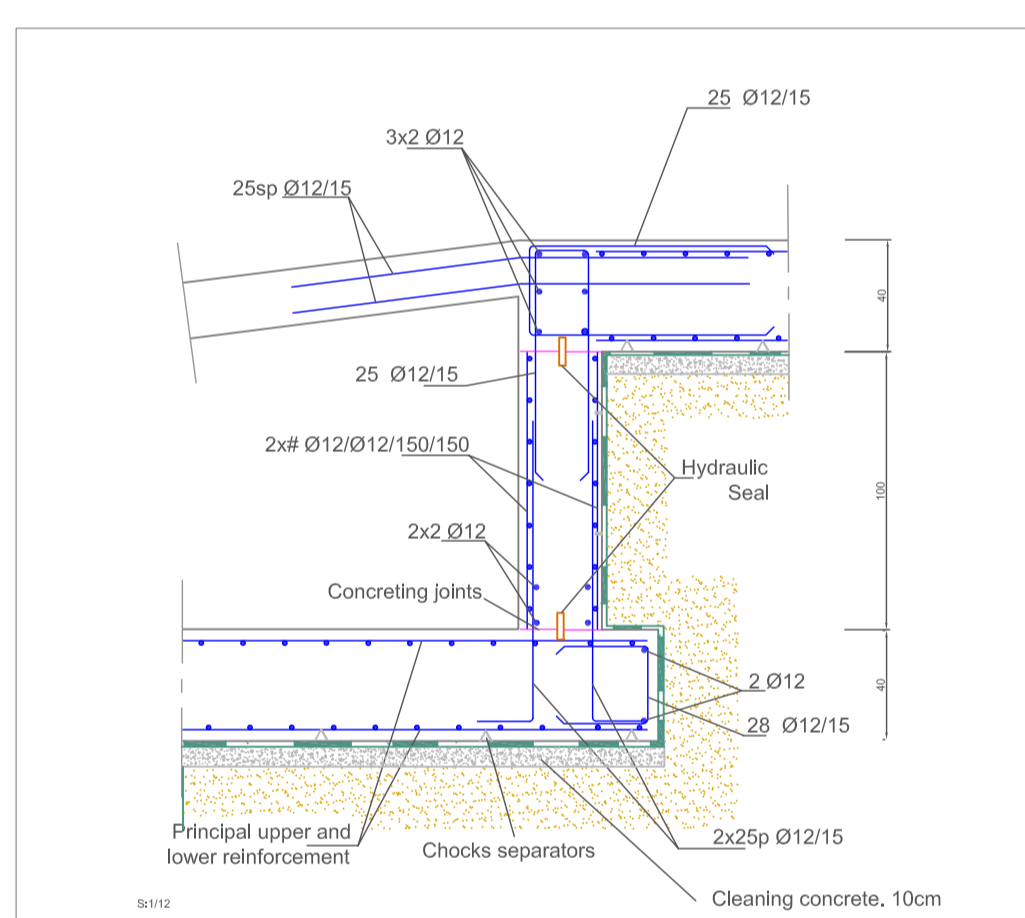 25 Ø12/15
3x2 Ø12
25sp Ø12/15
40
25 Ø12/15
2x# Ø12/Ø12/150/150
Hydraulic
Seal
100
2x2 Ø12
Concreting joints
2 Ø12
40
28 Ø12/15
Principal upper and
lower reinforcement
Chocks separators
2x25p Ø12/15
Cleaning concrete. 10cm
S:1/12